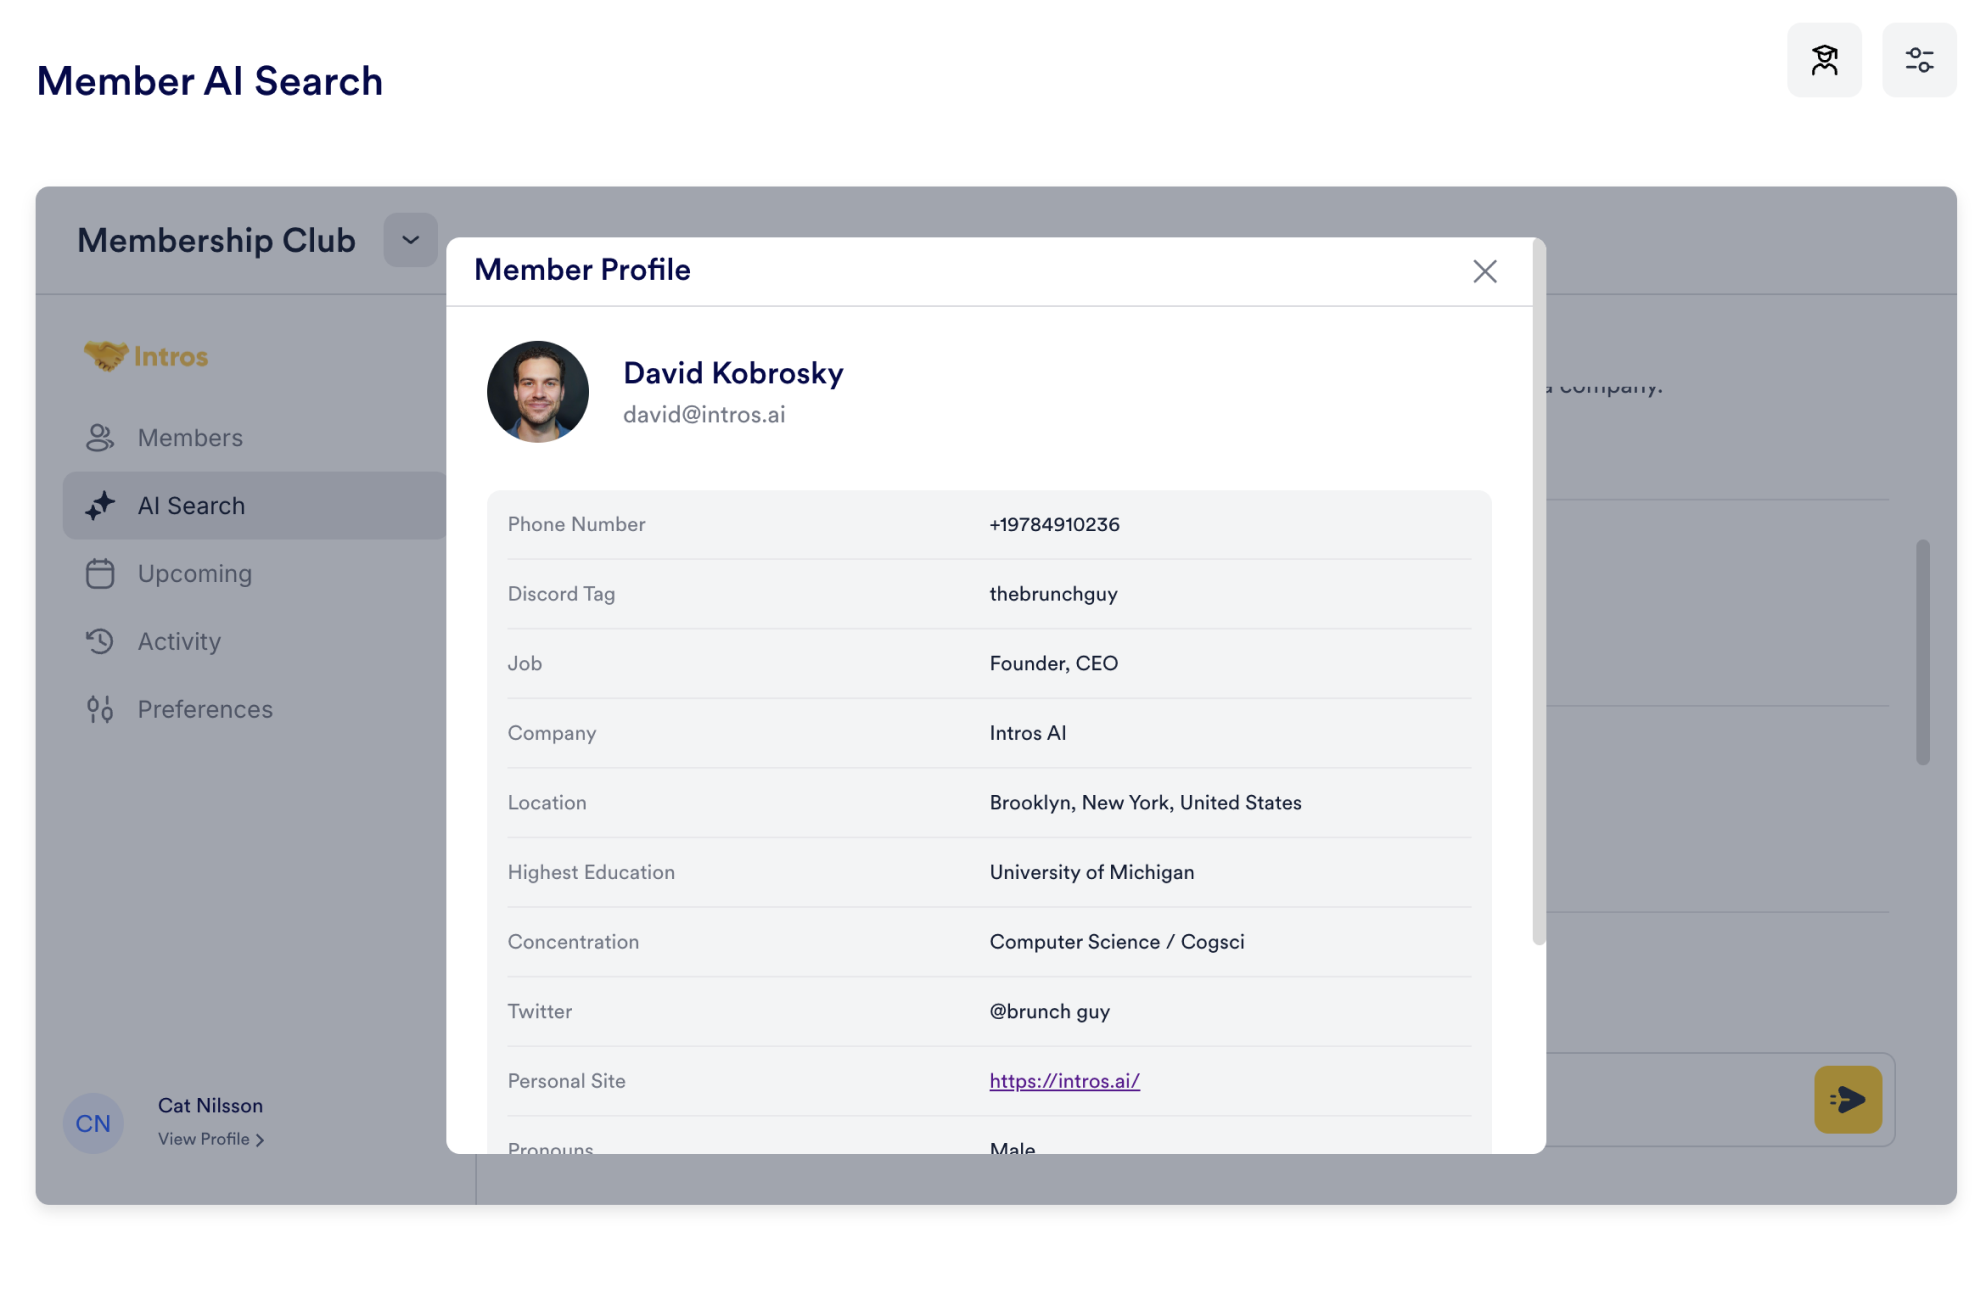 Member AI Search
Membership Club
Intros
Members
AI Search
Upcoming
Activity
Preferences
Cat Nilsson
CN
View Profile
Member Profile
David Kobrosky
david@intros.ai
Phone Number +19784910236
Discord Tag thebrunchguy
Job Founder, CEO
Company Intros AI
Location Brooklyn, New York, United States
Highest Education University of Michigan
Concentration Computer Science / Cogsci
Twitter @brunch guy
Personal Site https://intros.ai/
Pronouns Male
company.